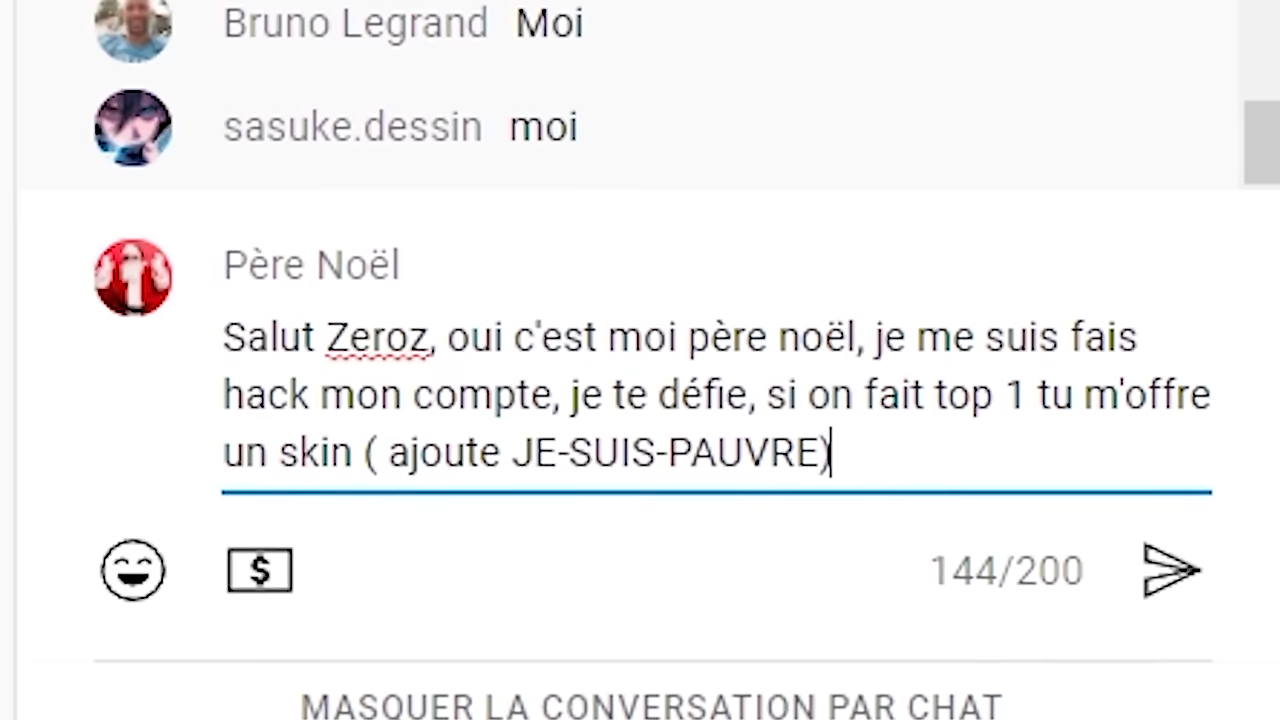 Bruno Legrand Moi
sasuke.dessin moi
Père Noël
Salut Zeroz, oui c'est moi père noël, je me suis fais
hack mon compte, je te défie, si on fait top 1 tu m'offre
un skin ( ajoute JE-SUIS-PAUVRE)
$ 144/200
MASQUER LA CONVERSATION PAR CHAT